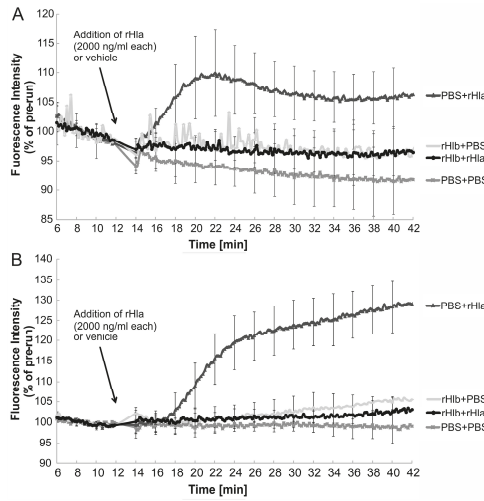 A
120
115
110
105
100
95
90
85
Fluorescence Intensity
(% of pre-run)
Addition of rHla
(2000 ng/ml each)
or vehicle
PBS+rHla
rHlb+PBS
rHlb+rHla
PBS+PBS
6 8 10 12 14 16 18 20 22 24 26 28 30 32 34 36 38 40 42
Time [min]
B
140
135
130
125
120
115
110
105
100
95
90
Fluorescence Intensity
(% of pre-run)
Addition of rHla
(2000 ng/ml each)
or vehicle
PBS+rHla
rHlb+PBS
rHlb+rHla
PBS+PBS
6 8 10 12 14 16 18 20 22 24 26 28 30 32 34 36 38 40 42
Time [min]